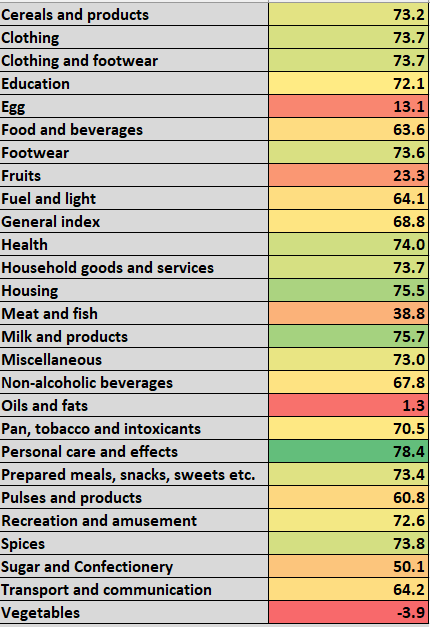 Cereals and products 73.2
Clothing 73.7
Clothing and footwear 73.7
Education 72.1
Egg 13.1
Food and beverages 63.6
Footwear 73.6
Fruits 23.3
Fuel and light 64.1
General index 68.8
Health 74.0
Household goods and services 73.7
Housing 75.5
Meat and fish 38.8
Milk and products 75.7
Miscellaneous 73.0
Non-alcoholic beverages 67.8
Oils and fats 1.3
Pan, tobacco and intoxicants 70.5
Personal care and effects 78.4
Prepared meals, snacks, sweets etc. 73.4
Pulses and products 60.8
Recreation and amusement 72.6
Spices 73.8
Sugar and Confectionery 50.1
Transport and communication 64.2
Vegetables -3.9